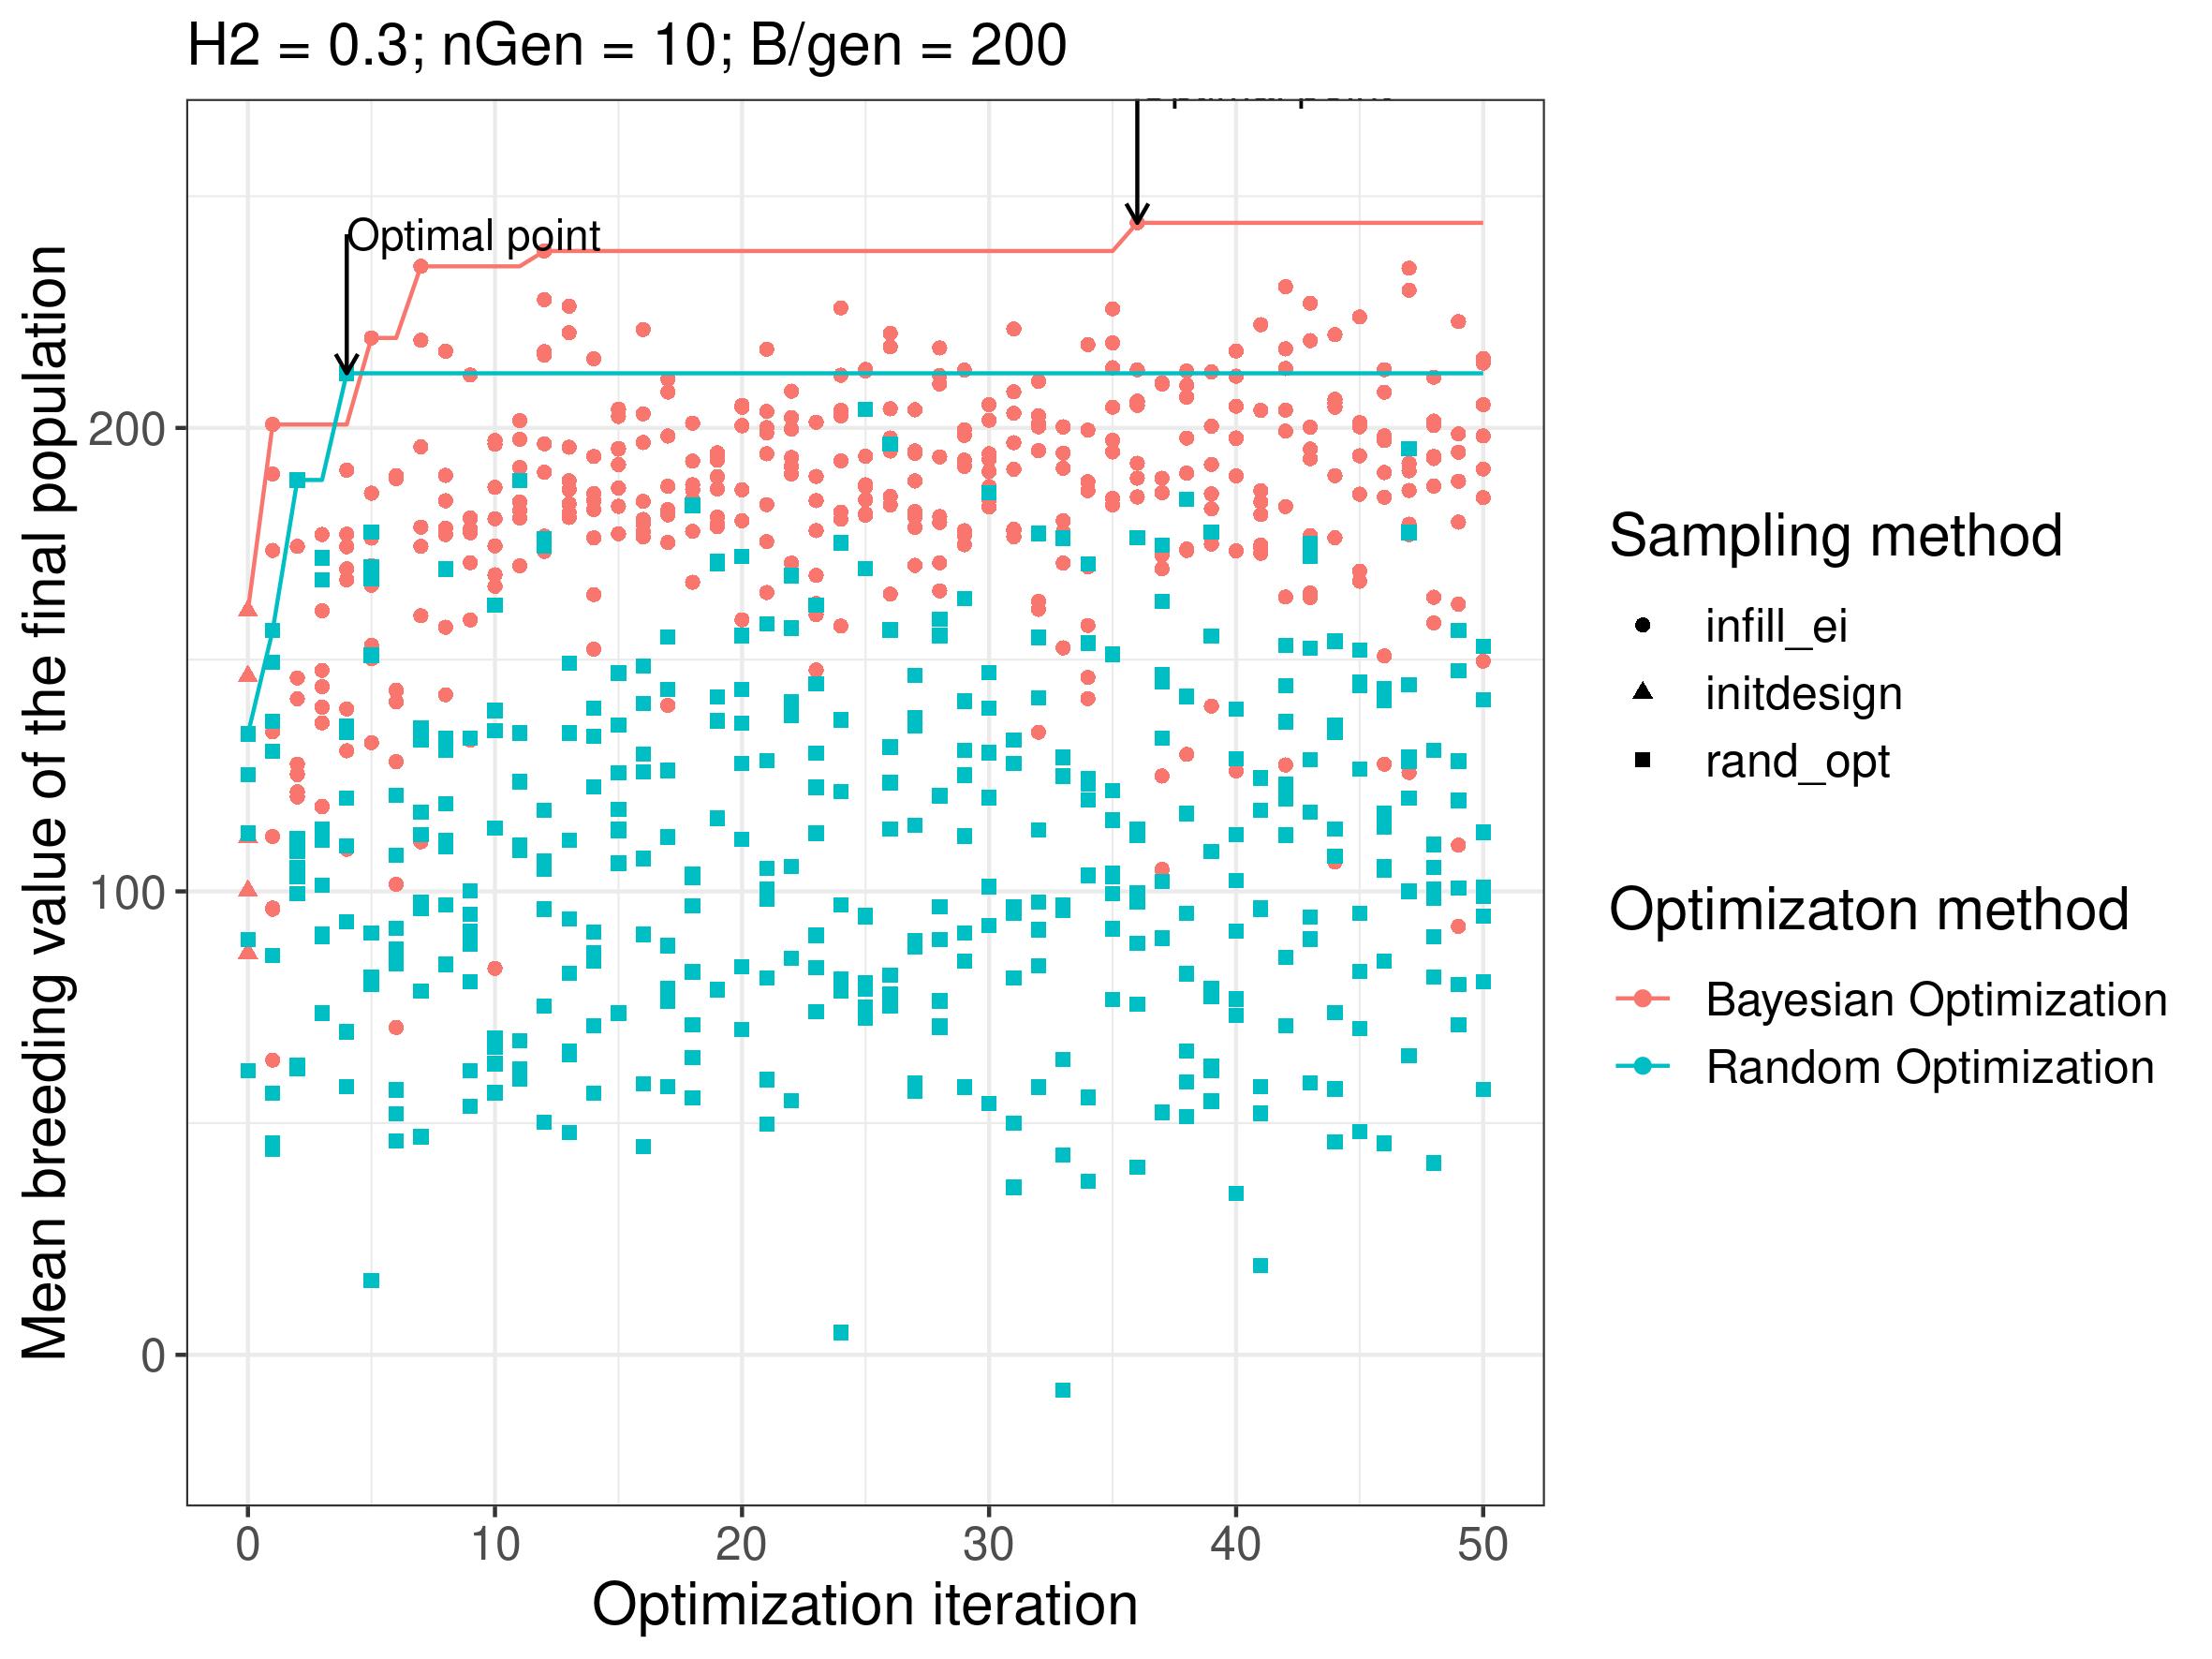 H2 = 0.3; nGen = 10; B/gen = 200
Optimal point
Mean breeding value of the final population
200
100
0
0 10 20 30 40 50
Optimization iteration
Sampling method
infill_ei
initdesign
rand_opt
Optimizaton method
Bayesian Optimization
Random Optimization